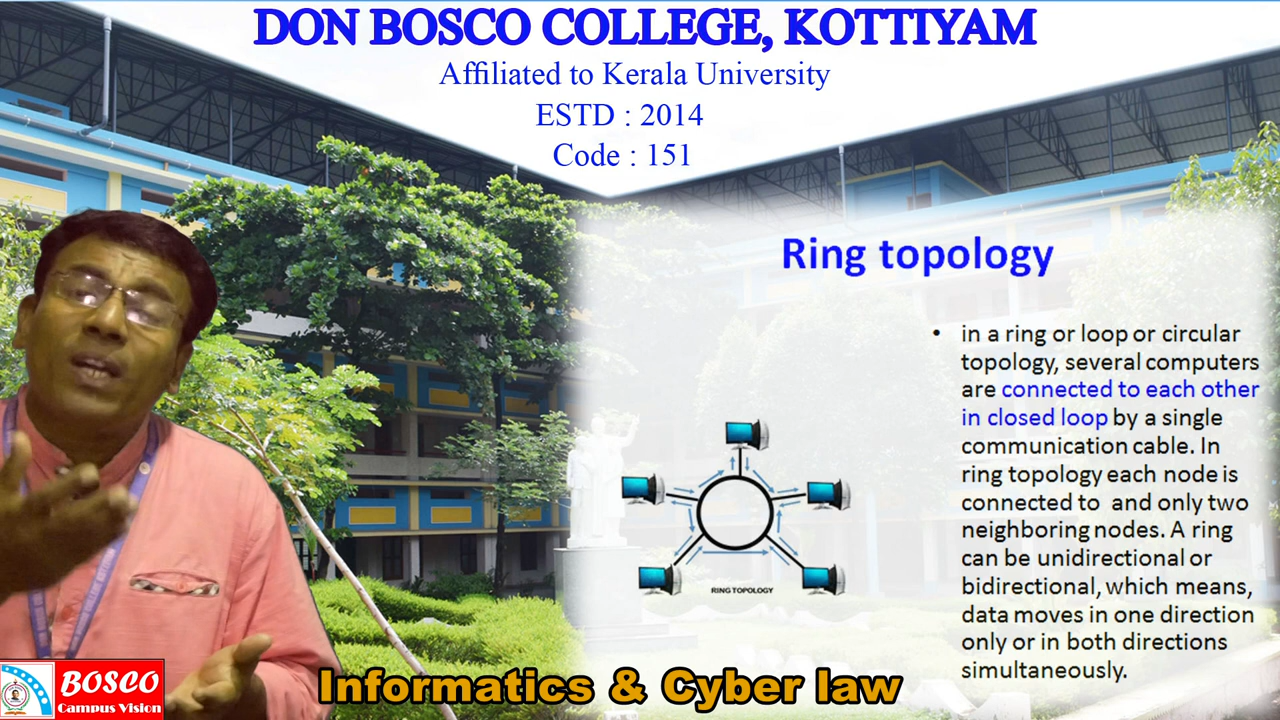 DON BOSCO COLLEGE, KOTTIYAM
Affiliated to Kerala University
ESTD : 2014
Code : 151
Ring topology
• in a ring or loop or circular
topology, several computers
are connected to each other
in closed loop by a single
communication cable. In
ring topology each node is
connected to and only two
neighboring nodes. A ring
can be unidirectional or
bidirectional, which means,
data moves in one direction
only or in both directions
simultaneously.
RING TOPOLOGY
Informatics & Cyber law
BOSCO
Campus Vision